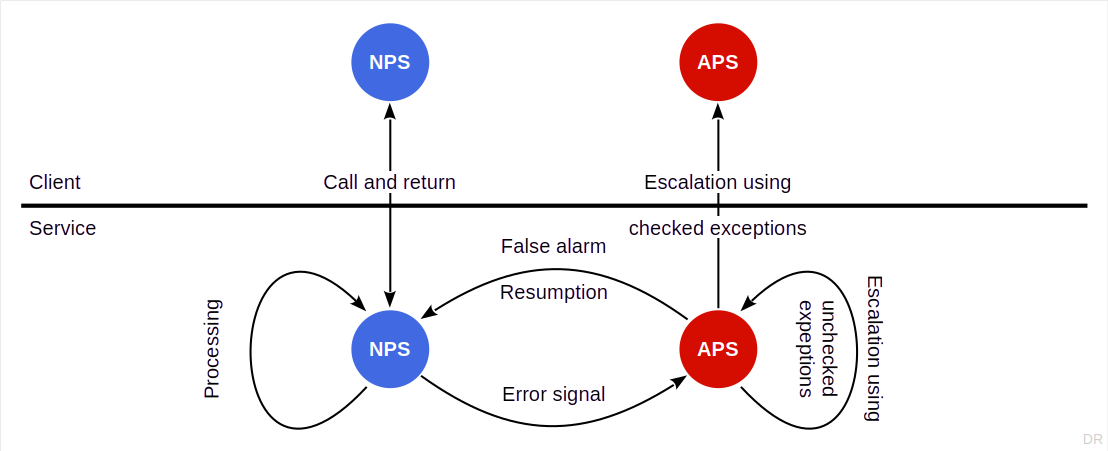 NPS
APS
Client
Call and return
Escalation using
Service
checked exceptions
False alarm
Resumption
Processing
NPS
APS
Error signal
Escalation using
unchecked
expeptions
DR